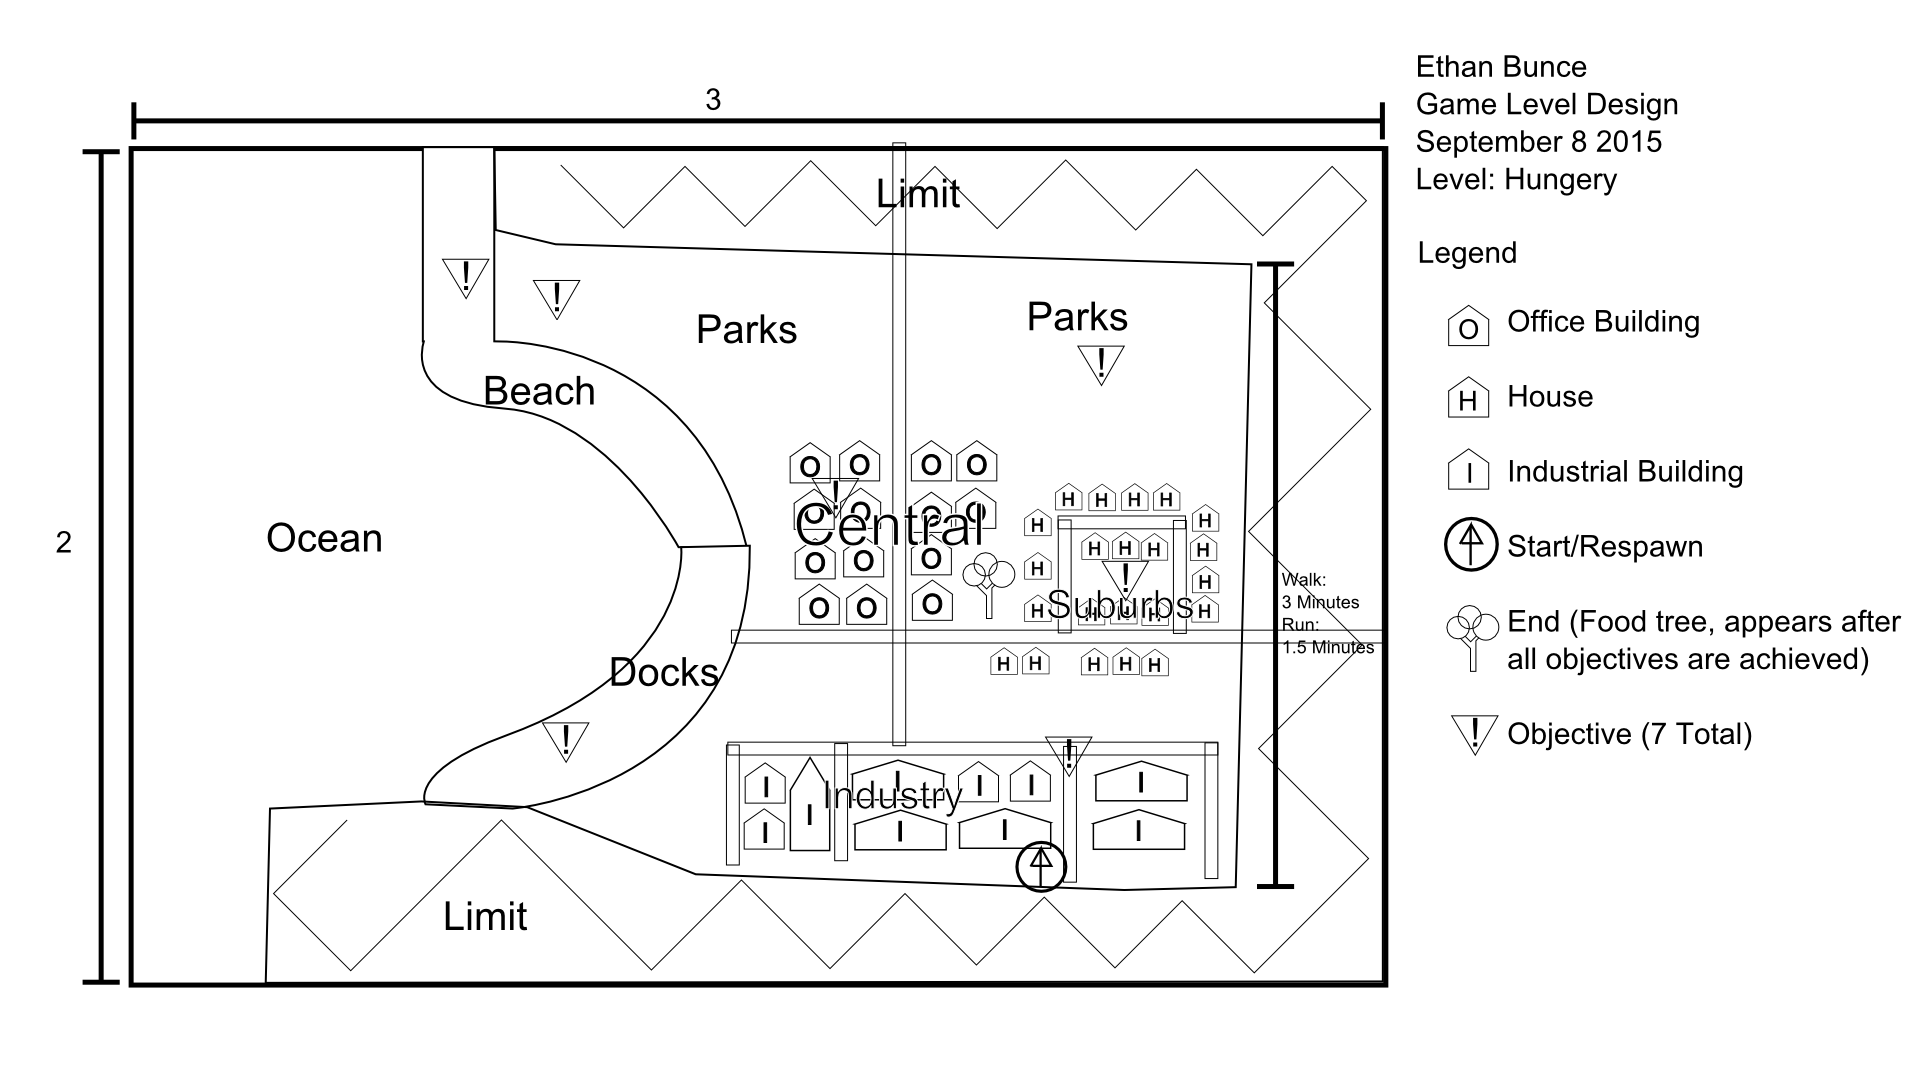 3
2
Ethan Bunce
Game Level Design
September 8 2015
Level: Hungery
Legend
O Office Building
H House
I Industrial Building
Start/Respawn
End (Food tree, appears after
all objectives are achieved)
! Objective (7 Total)
Limit
!
!
Parks
Parks
!
Beach
Ocean
O O O O
!
O O O O
Central
O O O
O O O
H H H H
H H
H H H H
H H
!
H Suburbs H
H H H
H H H H H
Walk:
3 Minutes
Run:
1.5 Minutes
Docks
!
!
I I I I I
Industry
I
I I I I
Limit